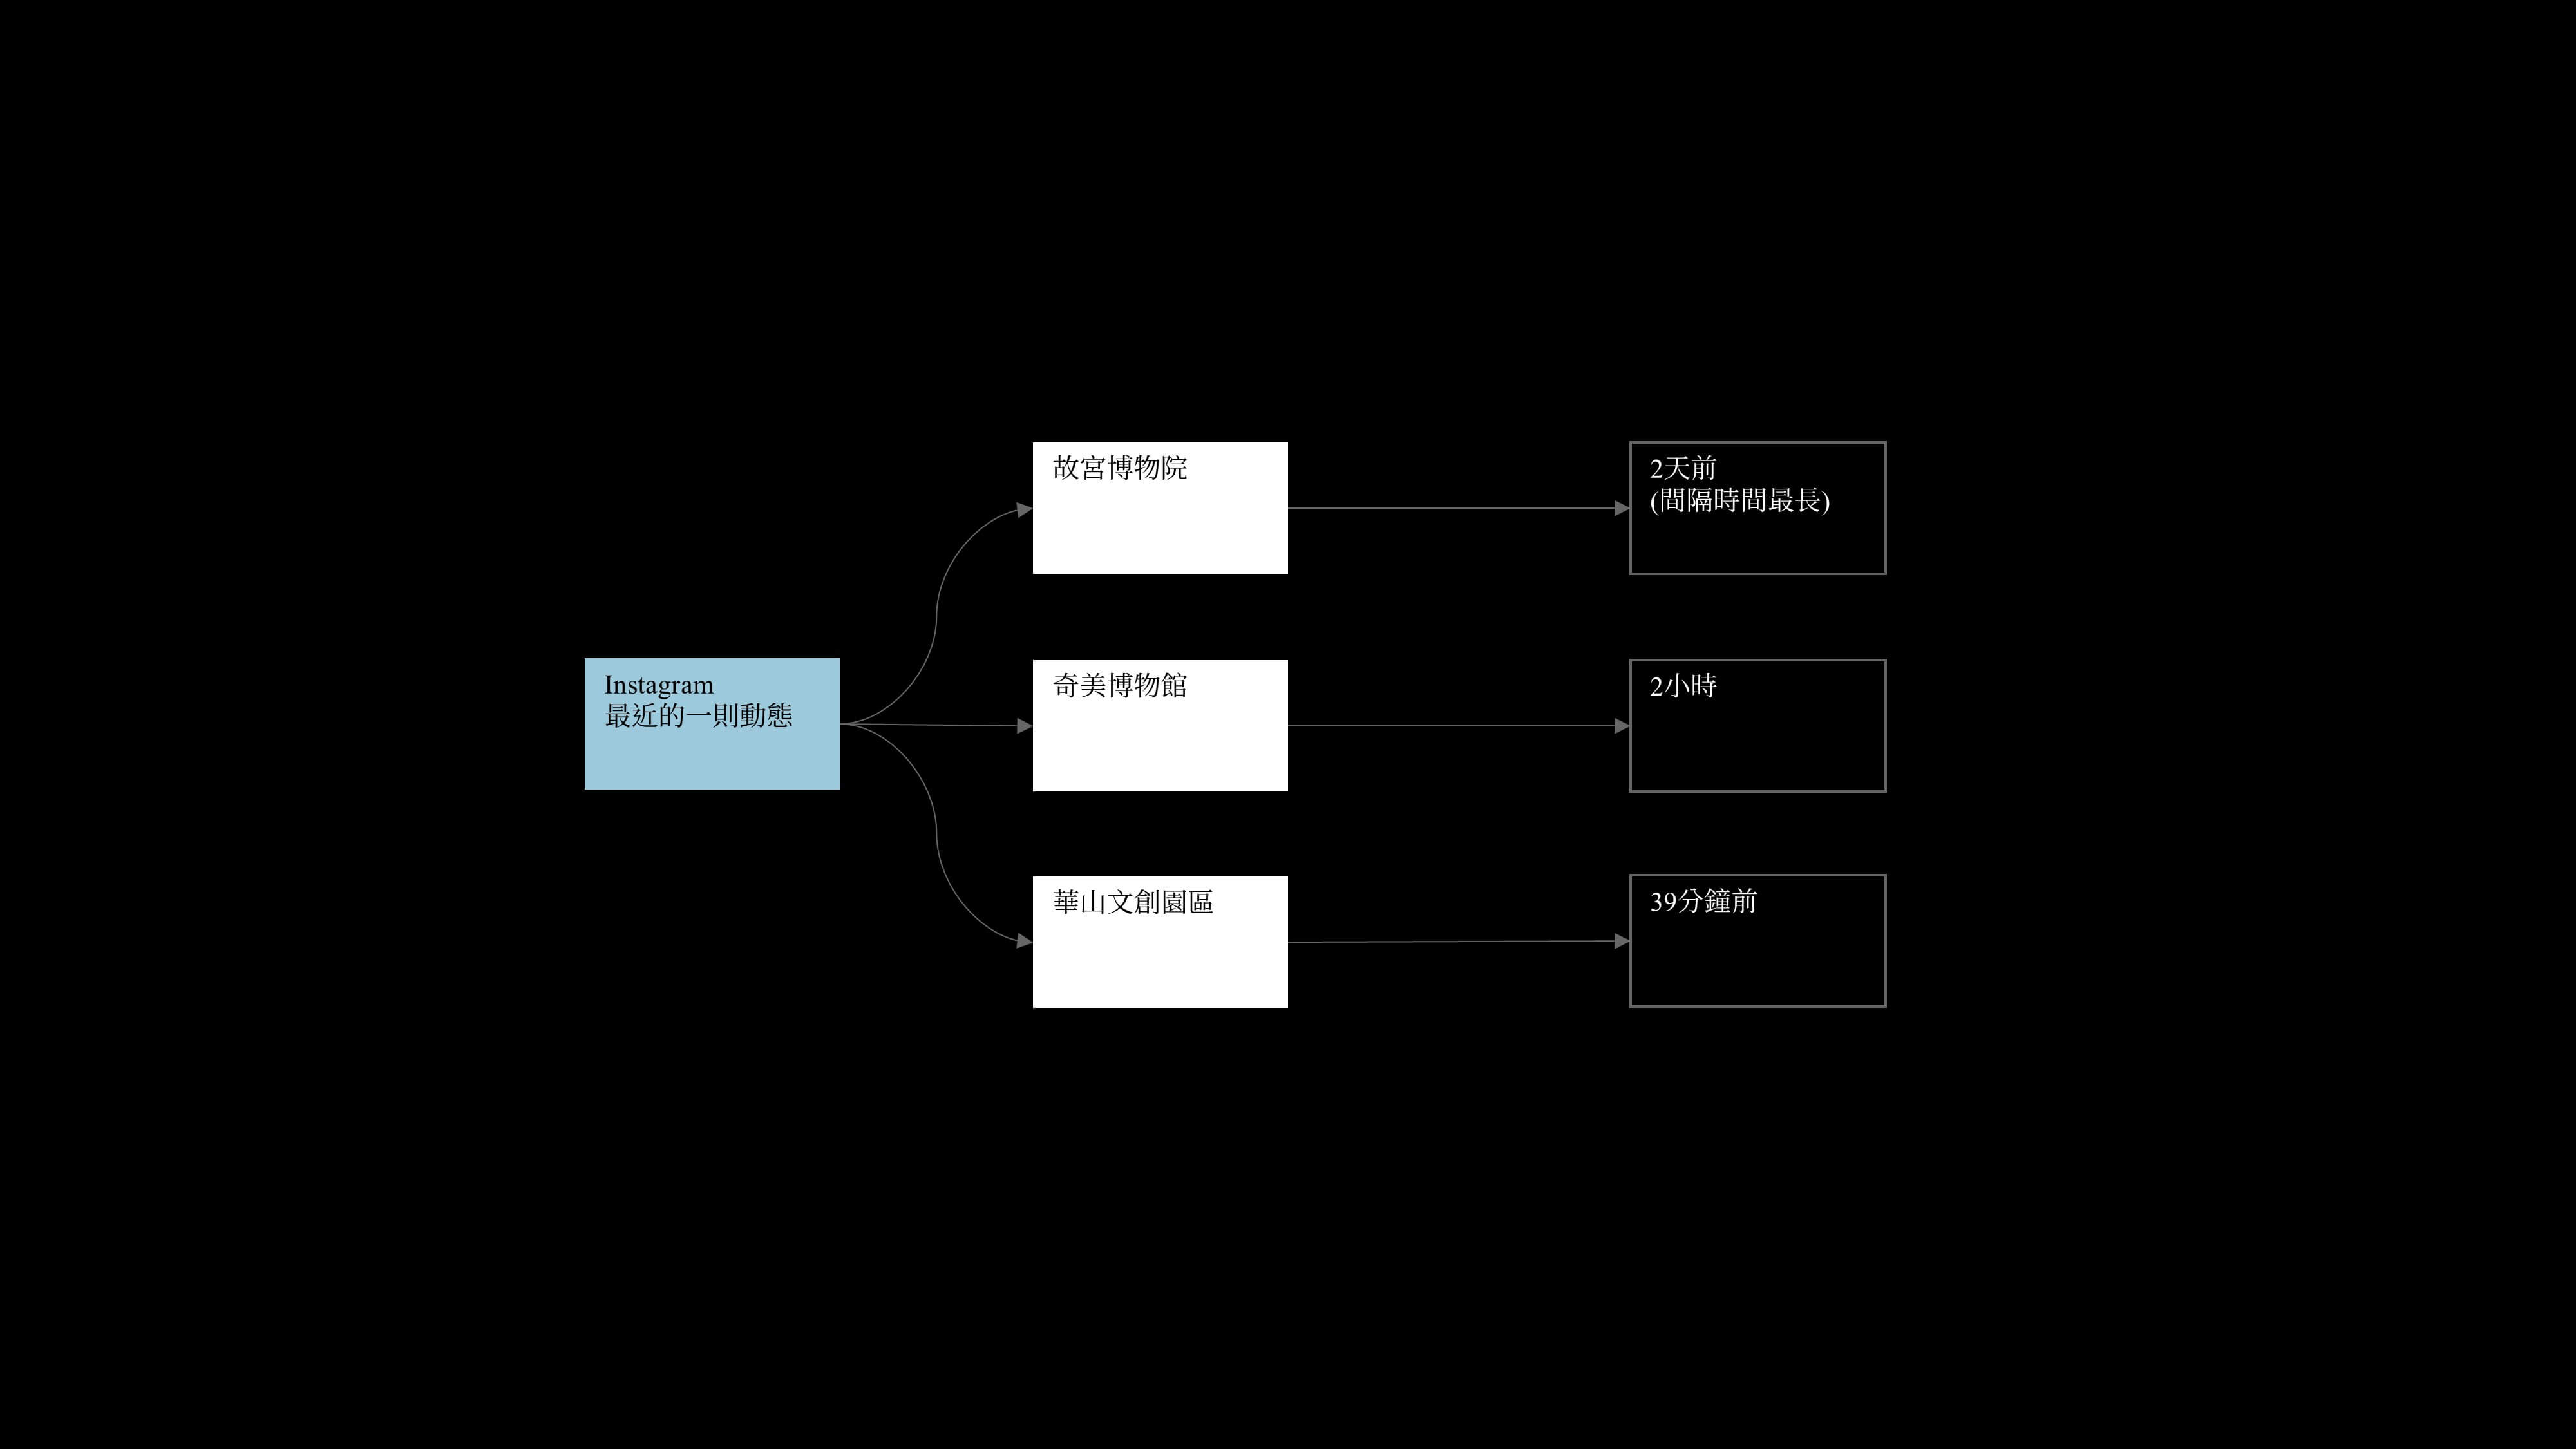 Instagram
最近的一則動態
故宮博物院
2天前
(間隔時間最長)
奇美博物館
2小時
華山文創園區
39分鐘前